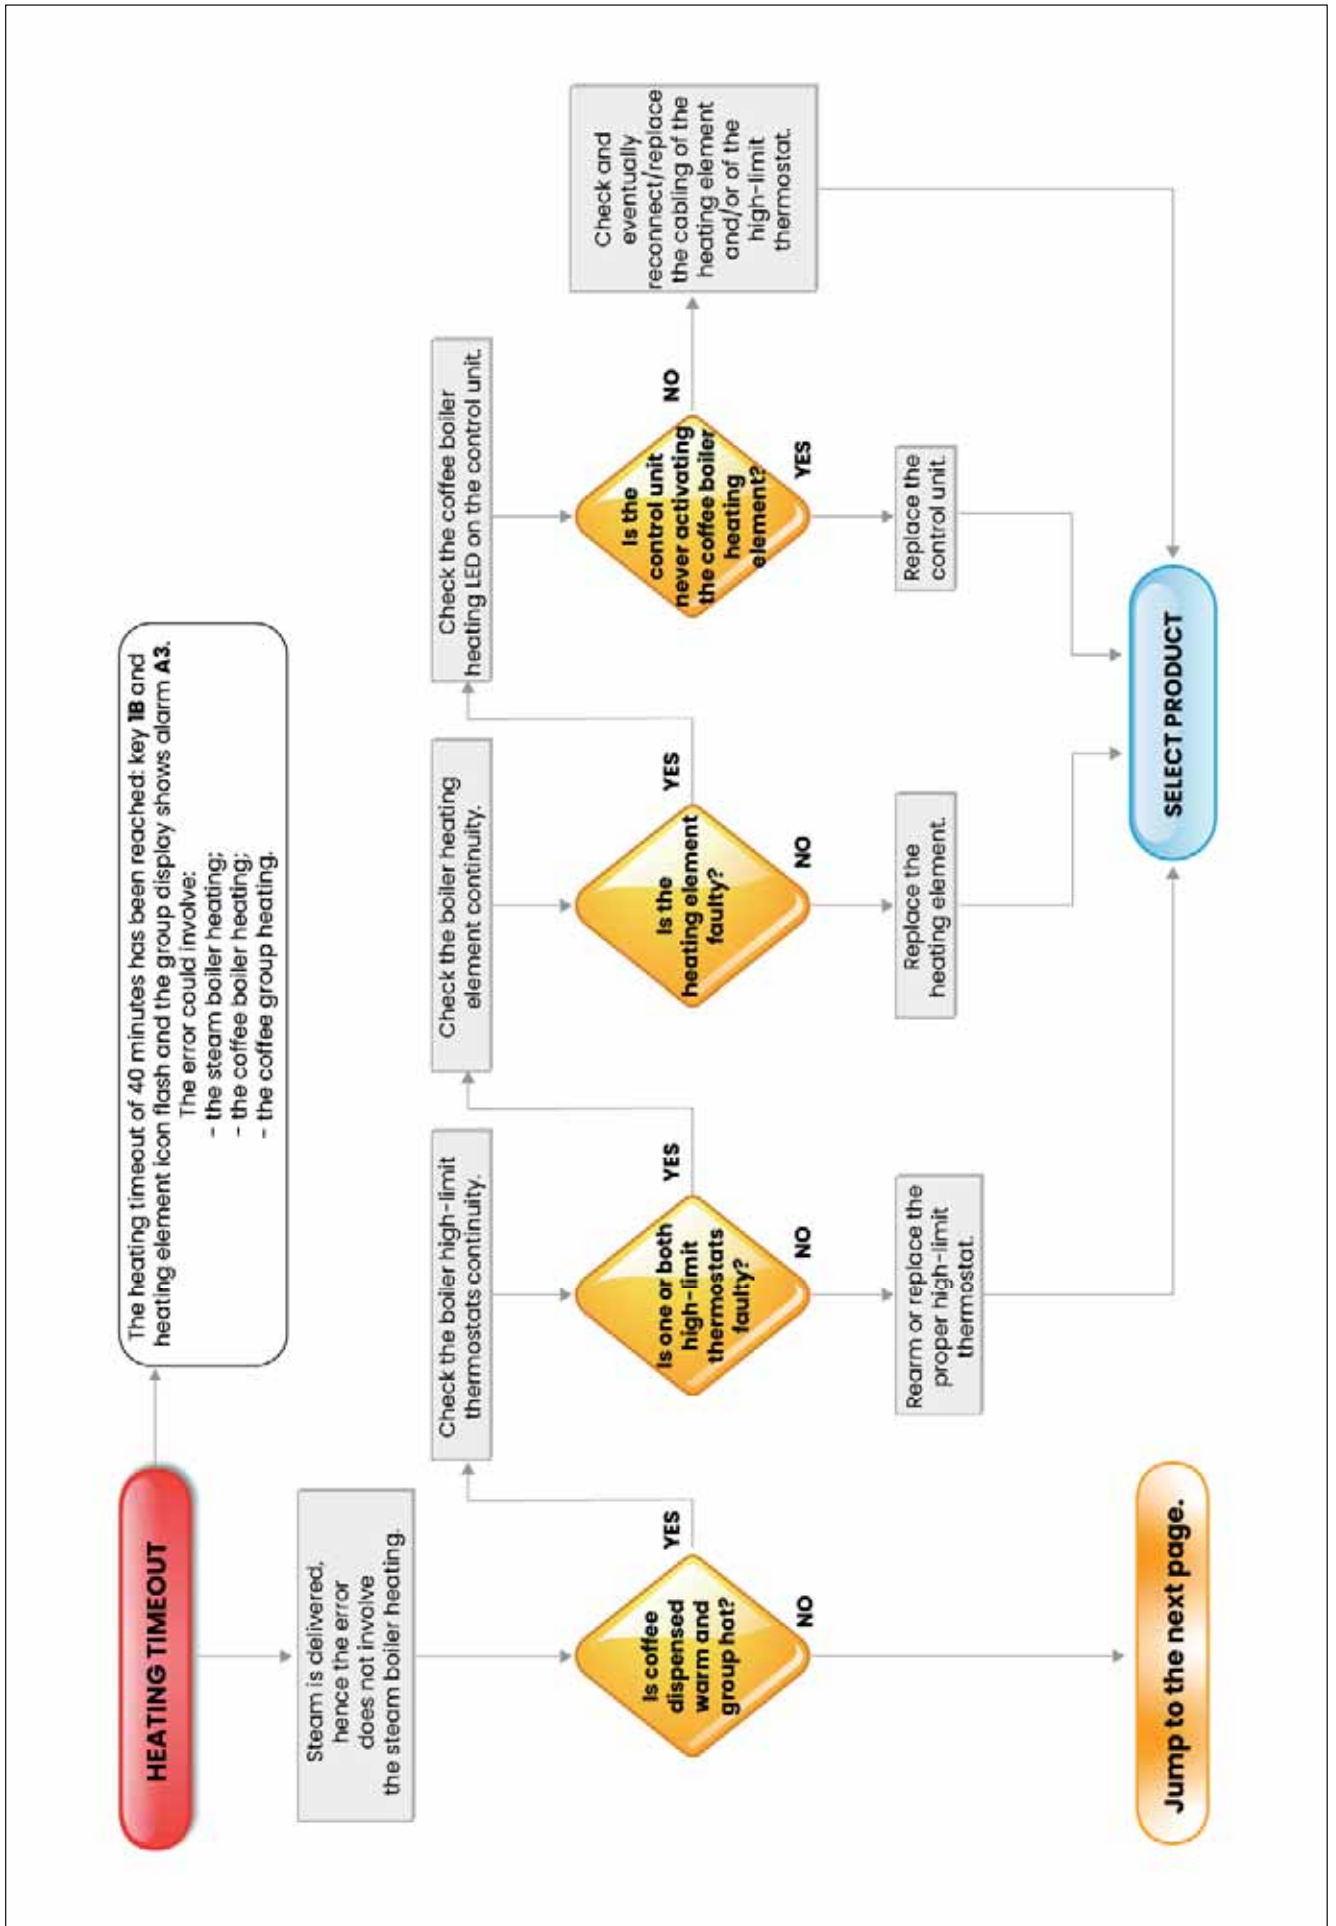 HEATING TIMEOUT
The heating timeout of 40 minutes has been reached: key 1B and
heating element icon flash and the group display shows alarm A3.
The error could involve:
- the steam boiler heating;
- the coffee boiler heating;
- the coffee group heating.
Steam is delivered,
hence the error
does not involve
the steam boiler heating.
Is coffee
dispensed
warm and
group hot?
YES
NO
Jump to the next page.
Check the boiler high-limit
thermostats continuity.
Is one or both
high-limit
thermostats
faulty?
YES
NO
Rearm or replace the
proper high-limit
thermostat.
Check the boiler heating
element continuity.
Is the
heating element
faulty?
YES
NO
Replace the
heating element.
Check the coffee boiler
heating LED on the control unit.
Is the
control unit
never activating
the coffee boiler
heating
element?
NO
YES
Replace the
control unit.
Check and
eventually
reconnect/replace
the cabling of the
heating element
and/or of the
high-limit
thermostat.
SELECT PRODUCT